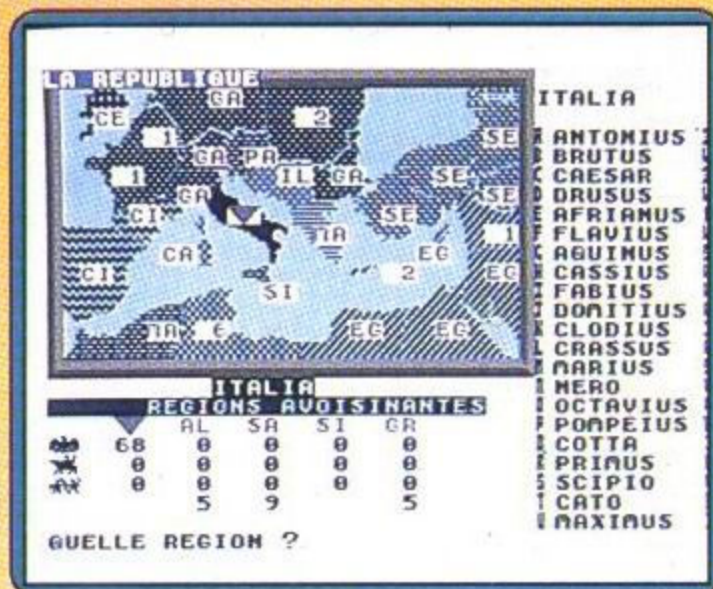 LA REPUBLIQUE
GA
CE
2
1
SE
GA
PA
1
IL
GA
SE
GA
SE
CI
SE
MA
1
CA
EG
CI
2
EG
SI
MA
6
EG
EG
ITALIA
REGIONS AVOISINANTES
AL SA SI GR
68 0 0 0 0
0 0 0 0 0
0 0 0 0 0
5 9 5
QUELLE REGION ?
ITALIA
ANTONIUS
BRUTUS
CAESAR
DRUSUS
AFRIANUS
FLAVIUS
AQUINUS
CASSIUS
FABIUS
DOMITIUS
CLODIUS
CRASSUS
MARIUS
NERO
OCTAVIUS
POMPEIUS
COTTA
PRIMUS
SCIPIO
CATO
MAXIMUS